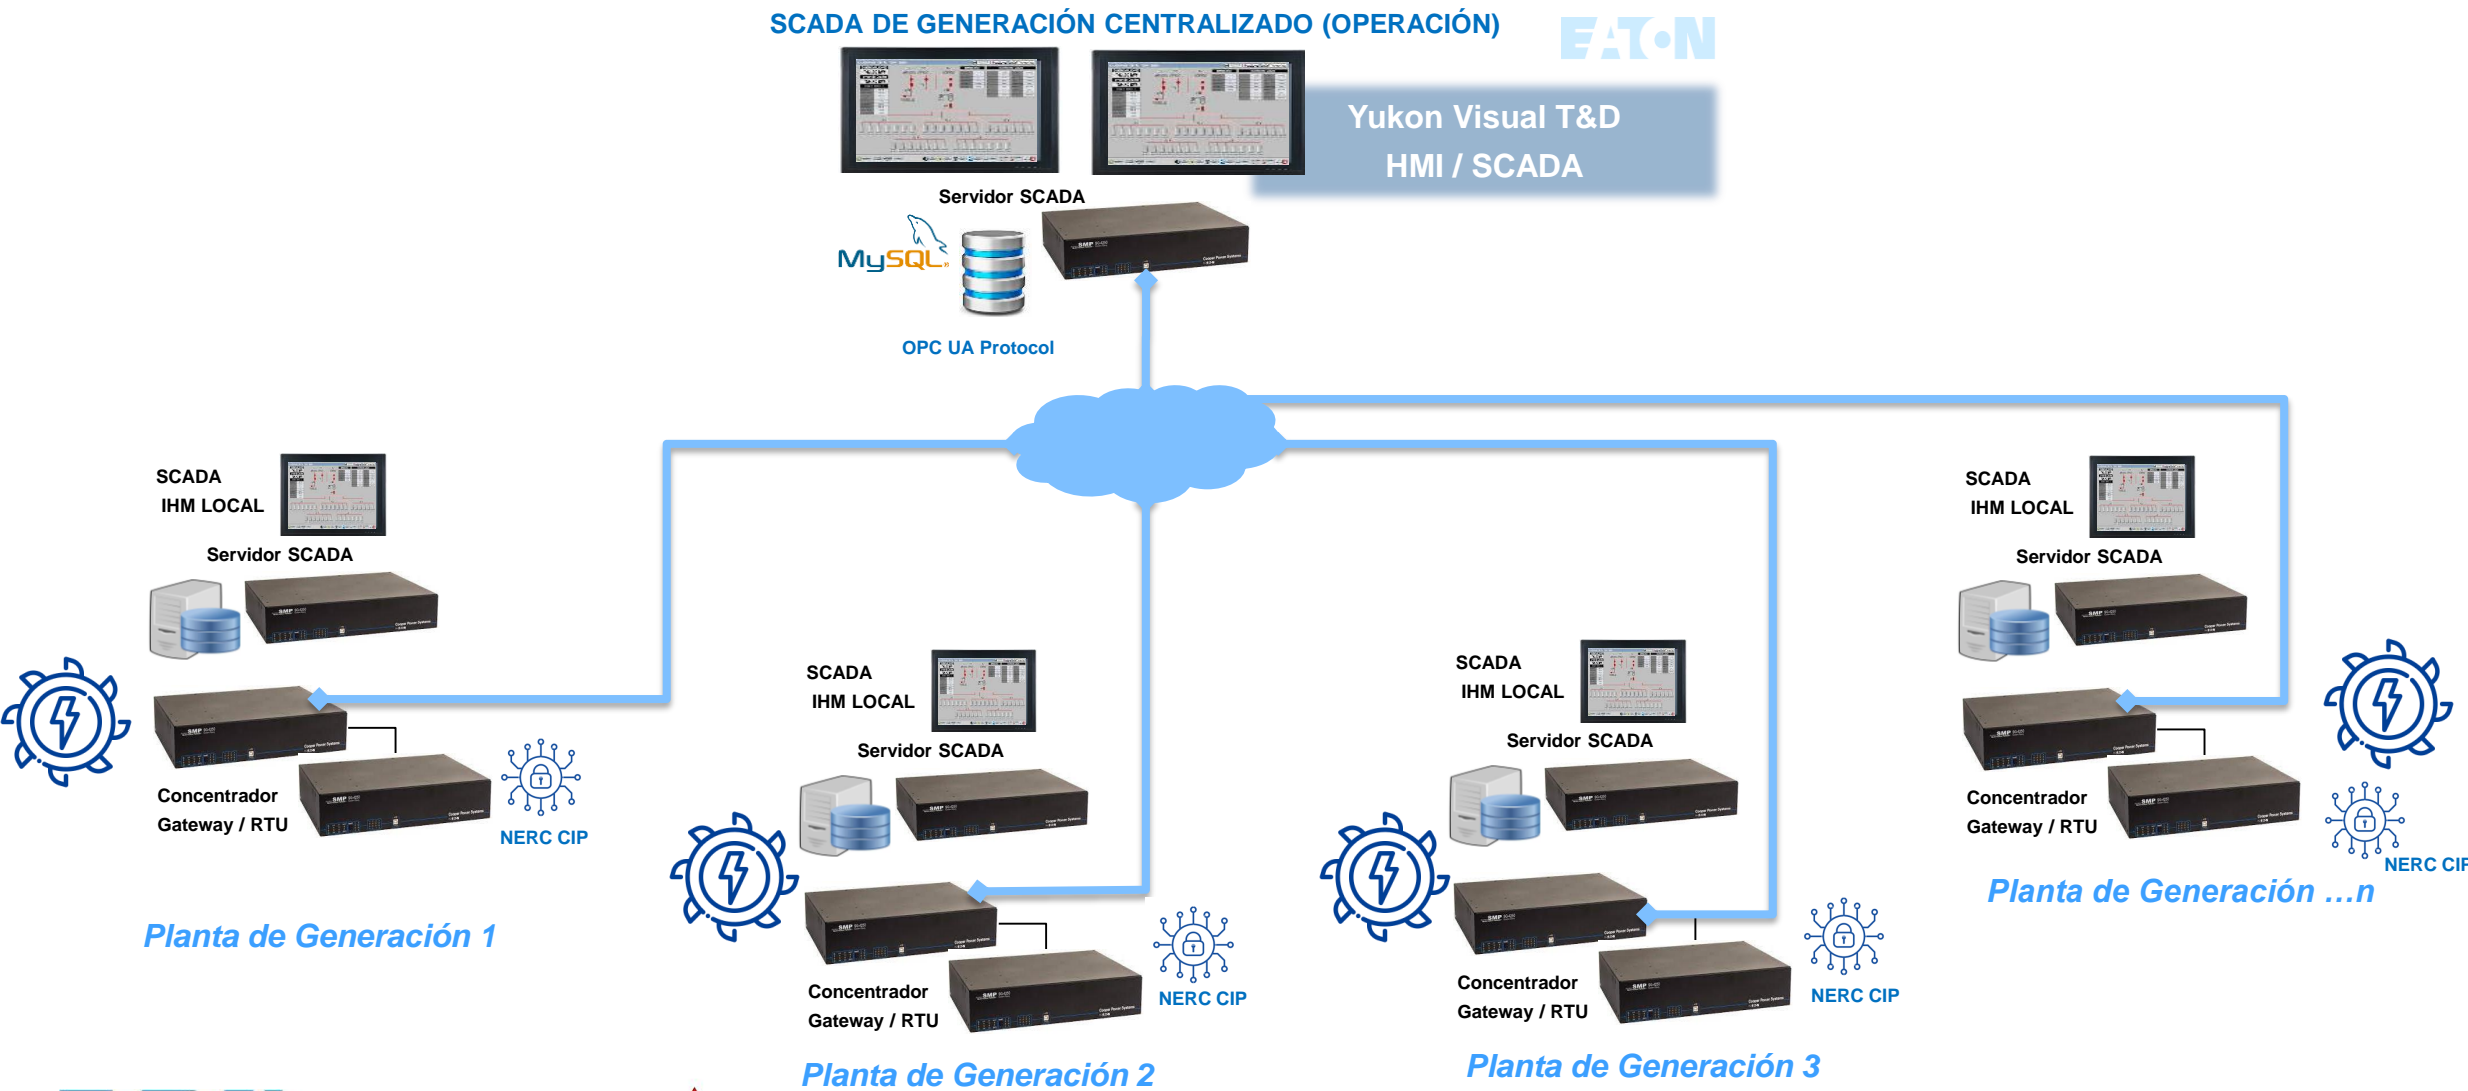 SCADA DE GENERACIÓN CENTRALIZADO (OPERACIÓN)
EATON
Yukon Visual T&D
HMI / SCADA
Servidor SCADA
MySQL
OPC UA Protocol
SCADA
IHM LOCAL
Servidor SCADA
Concentrador
Gateway / RTU
NERC CIP
Planta de Generación 1
SCADA
IHM LOCAL
Servidor SCADA
Concentrador
Gateway / RTU
NERC CIP
Planta de Generación 2
SCADA
IHM LOCAL
Servidor SCADA
Concentrador
Gateway / RTU
NERC CIP
Planta de Generación 3
SCADA
IHM LOCAL
Servidor SCADA
Concentrador
Gateway / RTU
NERC CIP
Planta de Generación ...n